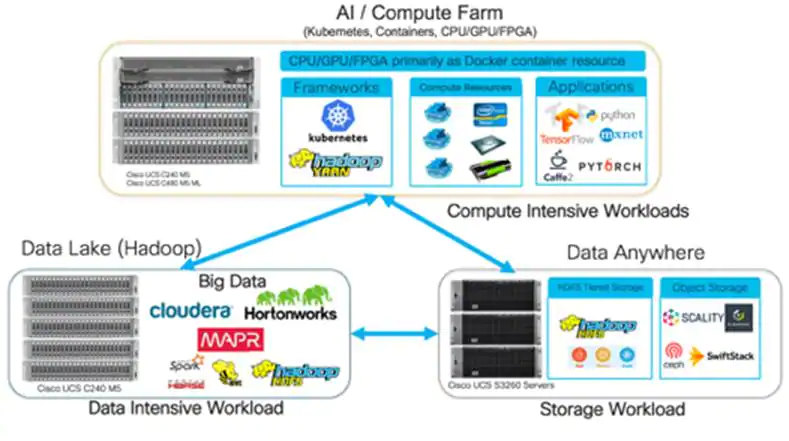 AI / Compute Farm
(Kubernetes, Containers, CPU/GPU/FPGA)
CPU/GPU/FPGA primarily as Docker container resource
Frameworks
kubernetes
hadoop
YARN
Compute Resources
Applications
TensorFlow
python
mxnet
Caffe2
PYTORCH
Cisco UCS C240 M5
Cisco UCS C480 M5 ML
Compute Intensive Workloads
Data Lake (Hadoop)
Big Data
cloudera
Hortonworks
MAPR
Spark
HBASE
hadoop
HDFS
Cisco UCS C240 M5
Data Intensive Workload
Data Anywhere
HDFS Tiered Storage
hadoop
HDFS
Object Storage
SCALITY
ceph
SwiftStack
Cisco UCS S3260 Servers
Storage Workload